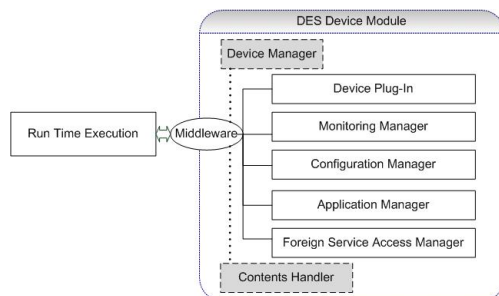 DES Device Module
Device Manager
Device Plug-In
Monitoring Manager
Run Time Execution
Middleware
Configuration Manager
Application Manager
Foreign Service Access Manager
Contents Handler